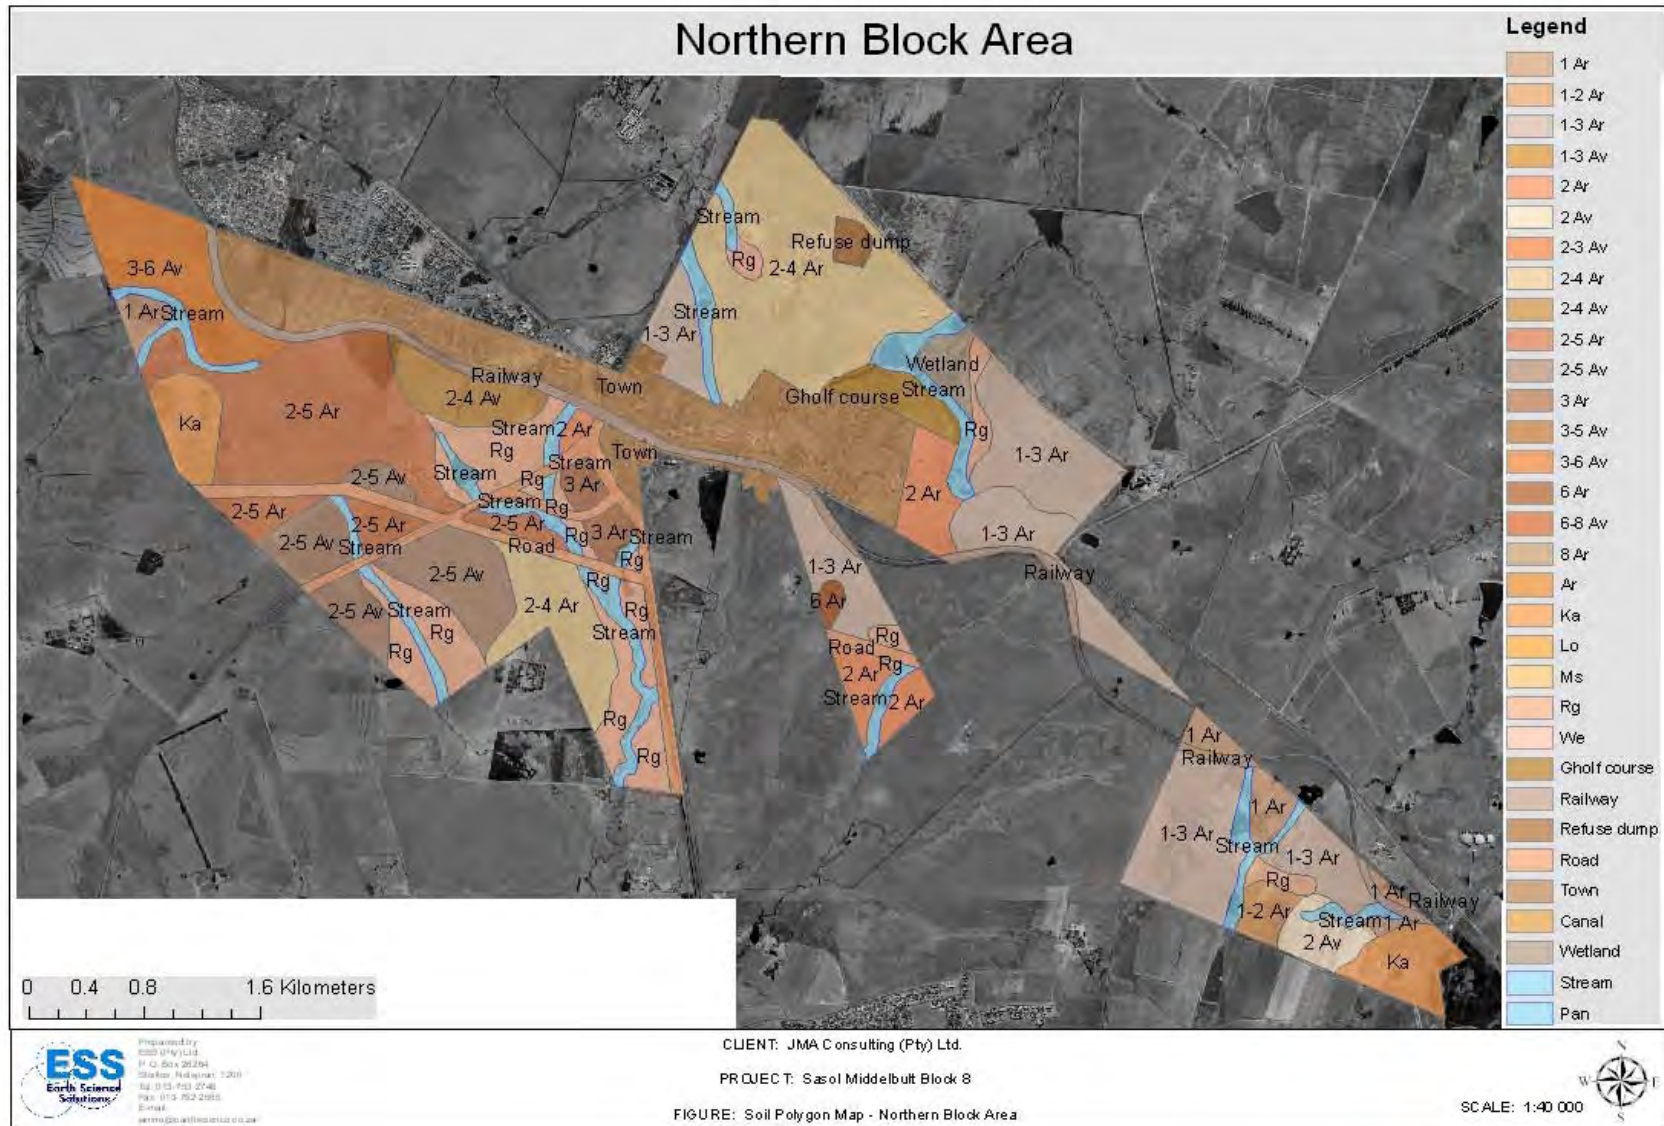 Northern Block Area
Legend
1 Ar
1-2 Ar
1-3 Ar
1-3 Av
2 Ar
2 Av
2-3 Av
2-4 Ar
2-4 Av
2-5 Ar
2-5 Av
3 Ar
3-5 Av
3-6 Av
6 Ar
6-8 Av
8 Ar
Ar
Ka
Lo
Ms
Rg
We
Gholf course
Railway
Refuse dump
Road
Town
Canal
Wetland
Stream
Pan
Stream
Refuse dump
Rg
2-4 Ar
3-6 Av
1 Ar
Stream
Stream
1-3 Ar
Wetland
Railway
Town
Gholf course
Stream
2-4 Av
Ka
2-5 Ar
Stream
2 Ar
Rg
Town
Rg
1-3 Ar
Stream
Stream
2-5 Av
Rg
3 Ar
2 Ar
Stream
Rg
2-5 Ar
2-5 Ar
2-5 Ar
Rg
3 Ar
Stream
1-3 Ar
2-5 Av
Stream
Road
Rg
1-3 Ar
Railway
2-5 Av
Rg
2-4 Ar
6 Ar
2-5 Av
Stream
Rg
Rg
Stream
Rg
Rg
Road
Rg
2 Ar
Stream
2 Ar
Rg
Rg
1 Ar
Railway
1 Ar
1-3 Ar
Stream
1-3 Ar
Rg
1 Ar
Railway
1-2 Ar
Stream
1 Ar
2 Av
Ka
0 0.4 0.8 1.6 Kilometers
ESS
Earth Science
Solutions
Prepared by
CLIENT: JMA Consulting (Pty) Ltd.
PROJECT: Sasol Middelbult Block 8
FIGURE: Soil Polygon Map - Northern Block Area
SCALE: 1:40 000
N
W
E
S